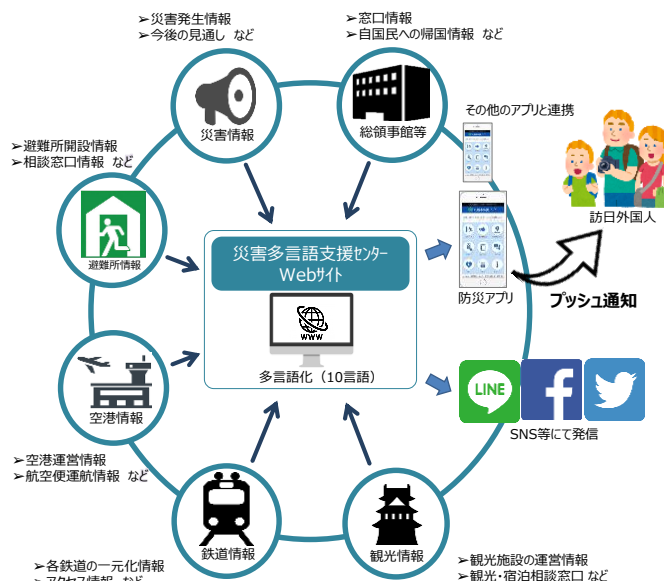 ➢災害発生情報
➢今後の見通し など
➢窓口情報
➢自国民への帰国情報 など
災害情報
総領事館等
その他のアプリと連携
➢避難所開設情報
➢相談窓口情報 など
避難所情報
訪日外国人
災害多言語支援センター
Webサイト
www
多言語化（10言語）
防災アプリ
プッシュ通知
LINE
f
SNS等にて発信
空港情報
➢空港運営情報
➢航空便運航情報 など
鉄道情報
観光情報
➢各鉄道の一元化情報
➢アクセス情報 など
➢観光施設の運営情報
➢観光・宿泊相談窓口 など